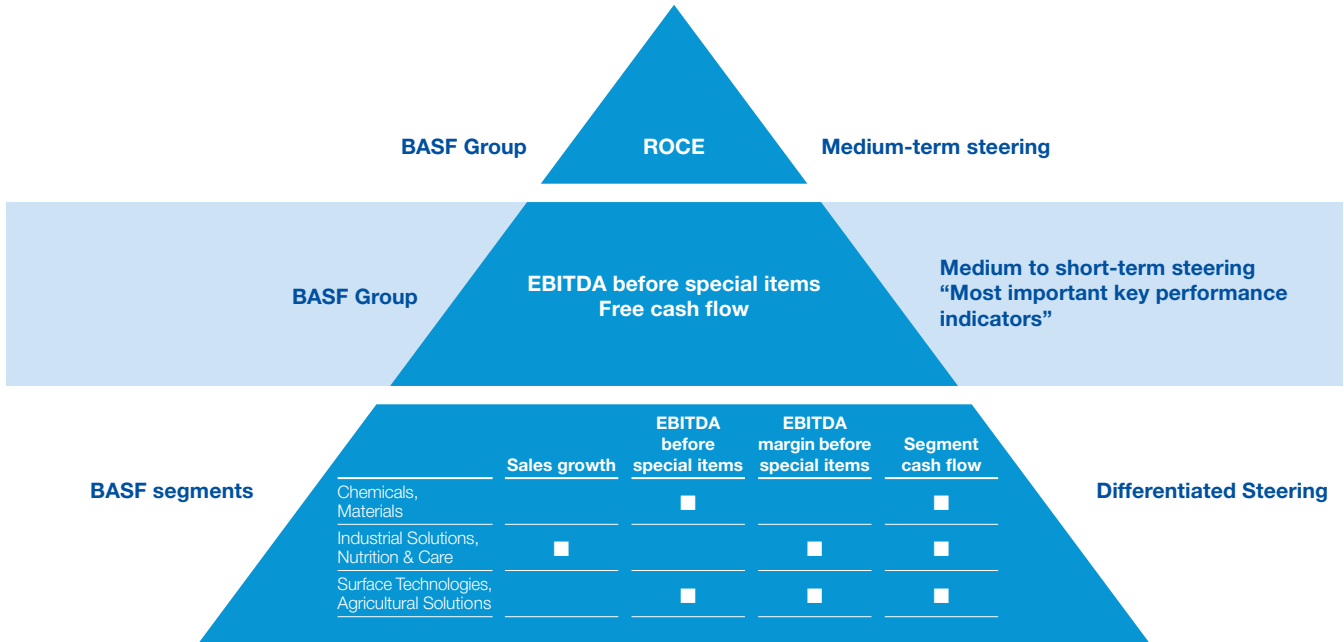 BASF Group
ROCE
Medium-term steering
BASF Group
EBITDA before special items
Free cash flow
Medium to short-term steering
“Most important key performance
indicators”
BASF segments
Sales growth
EBITDA
before
special items
EBITDA
margin before
special items
Segment
cash flow
Chemicals,
Materials
Industrial Solutions,
Nutrition & Care
Surface Technologies,
Agricultural Solutions
Differentiated Steering